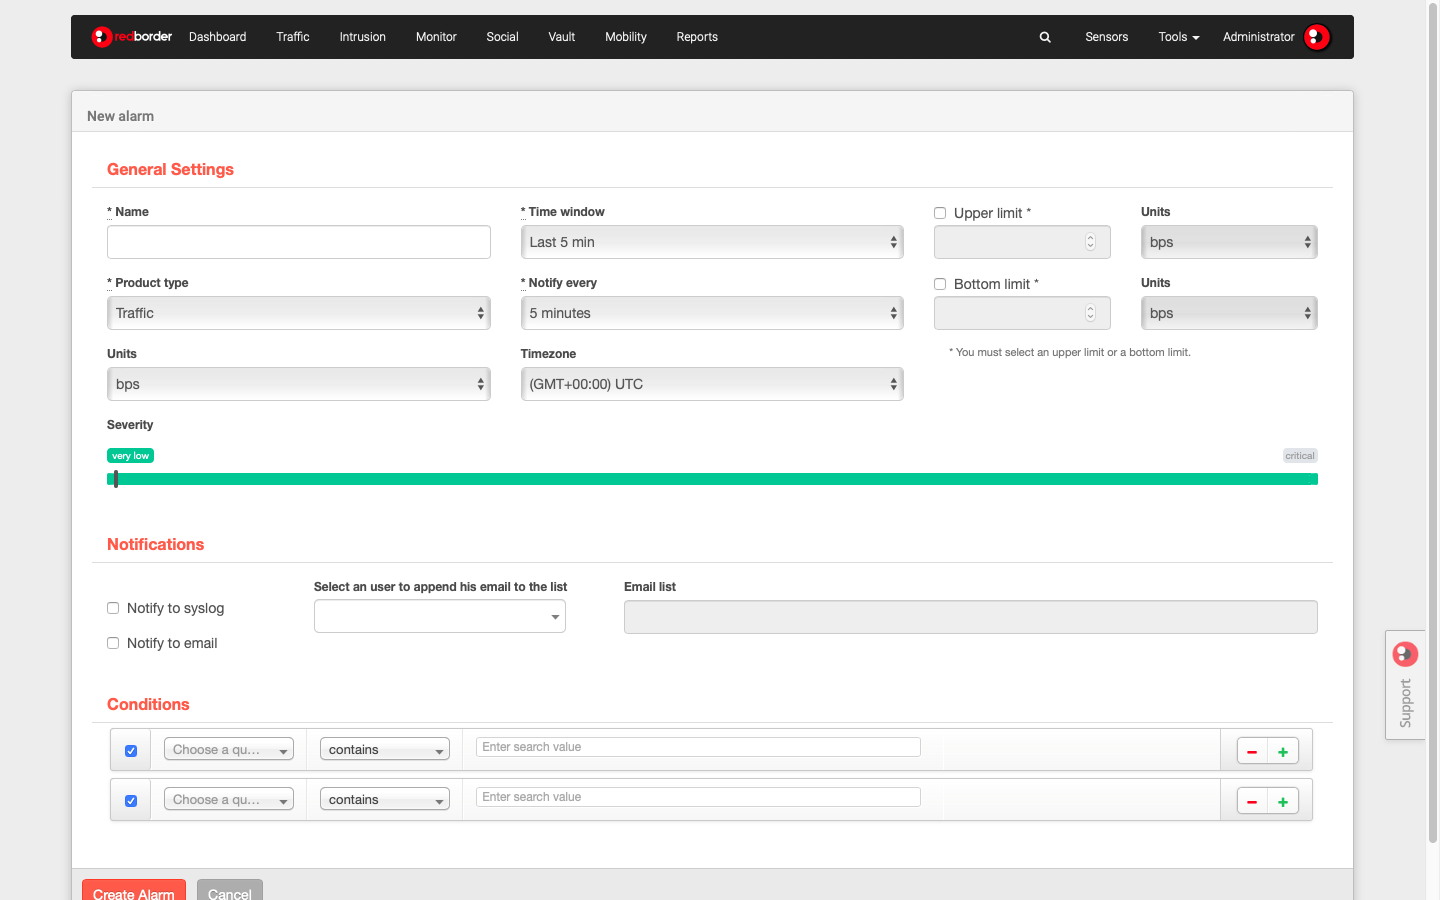 redborder Dashboard Traffic Intrusion Monitor Social Vault Mobility Reports Sensors Tools Administrator
New alarm
General Settings
* Name
* Time window
Upper limit *
Units
Last 5 min
bps
* Product type
* Notify every
Bottom limit *
Units
Traffic
5 minutes
bps
Units
Timezone
* You must select an upper limit or a bottom limit.
bps
(GMT+00:00) UTC
Severity
very low
critical
Notifications
Select an user to append his email to the list
Email list
Notify to syslog
Notify to email
Support
Conditions
Choose a qu... contains Enter search value
Choose a qu... contains Enter search value
Create Alarm Cancel